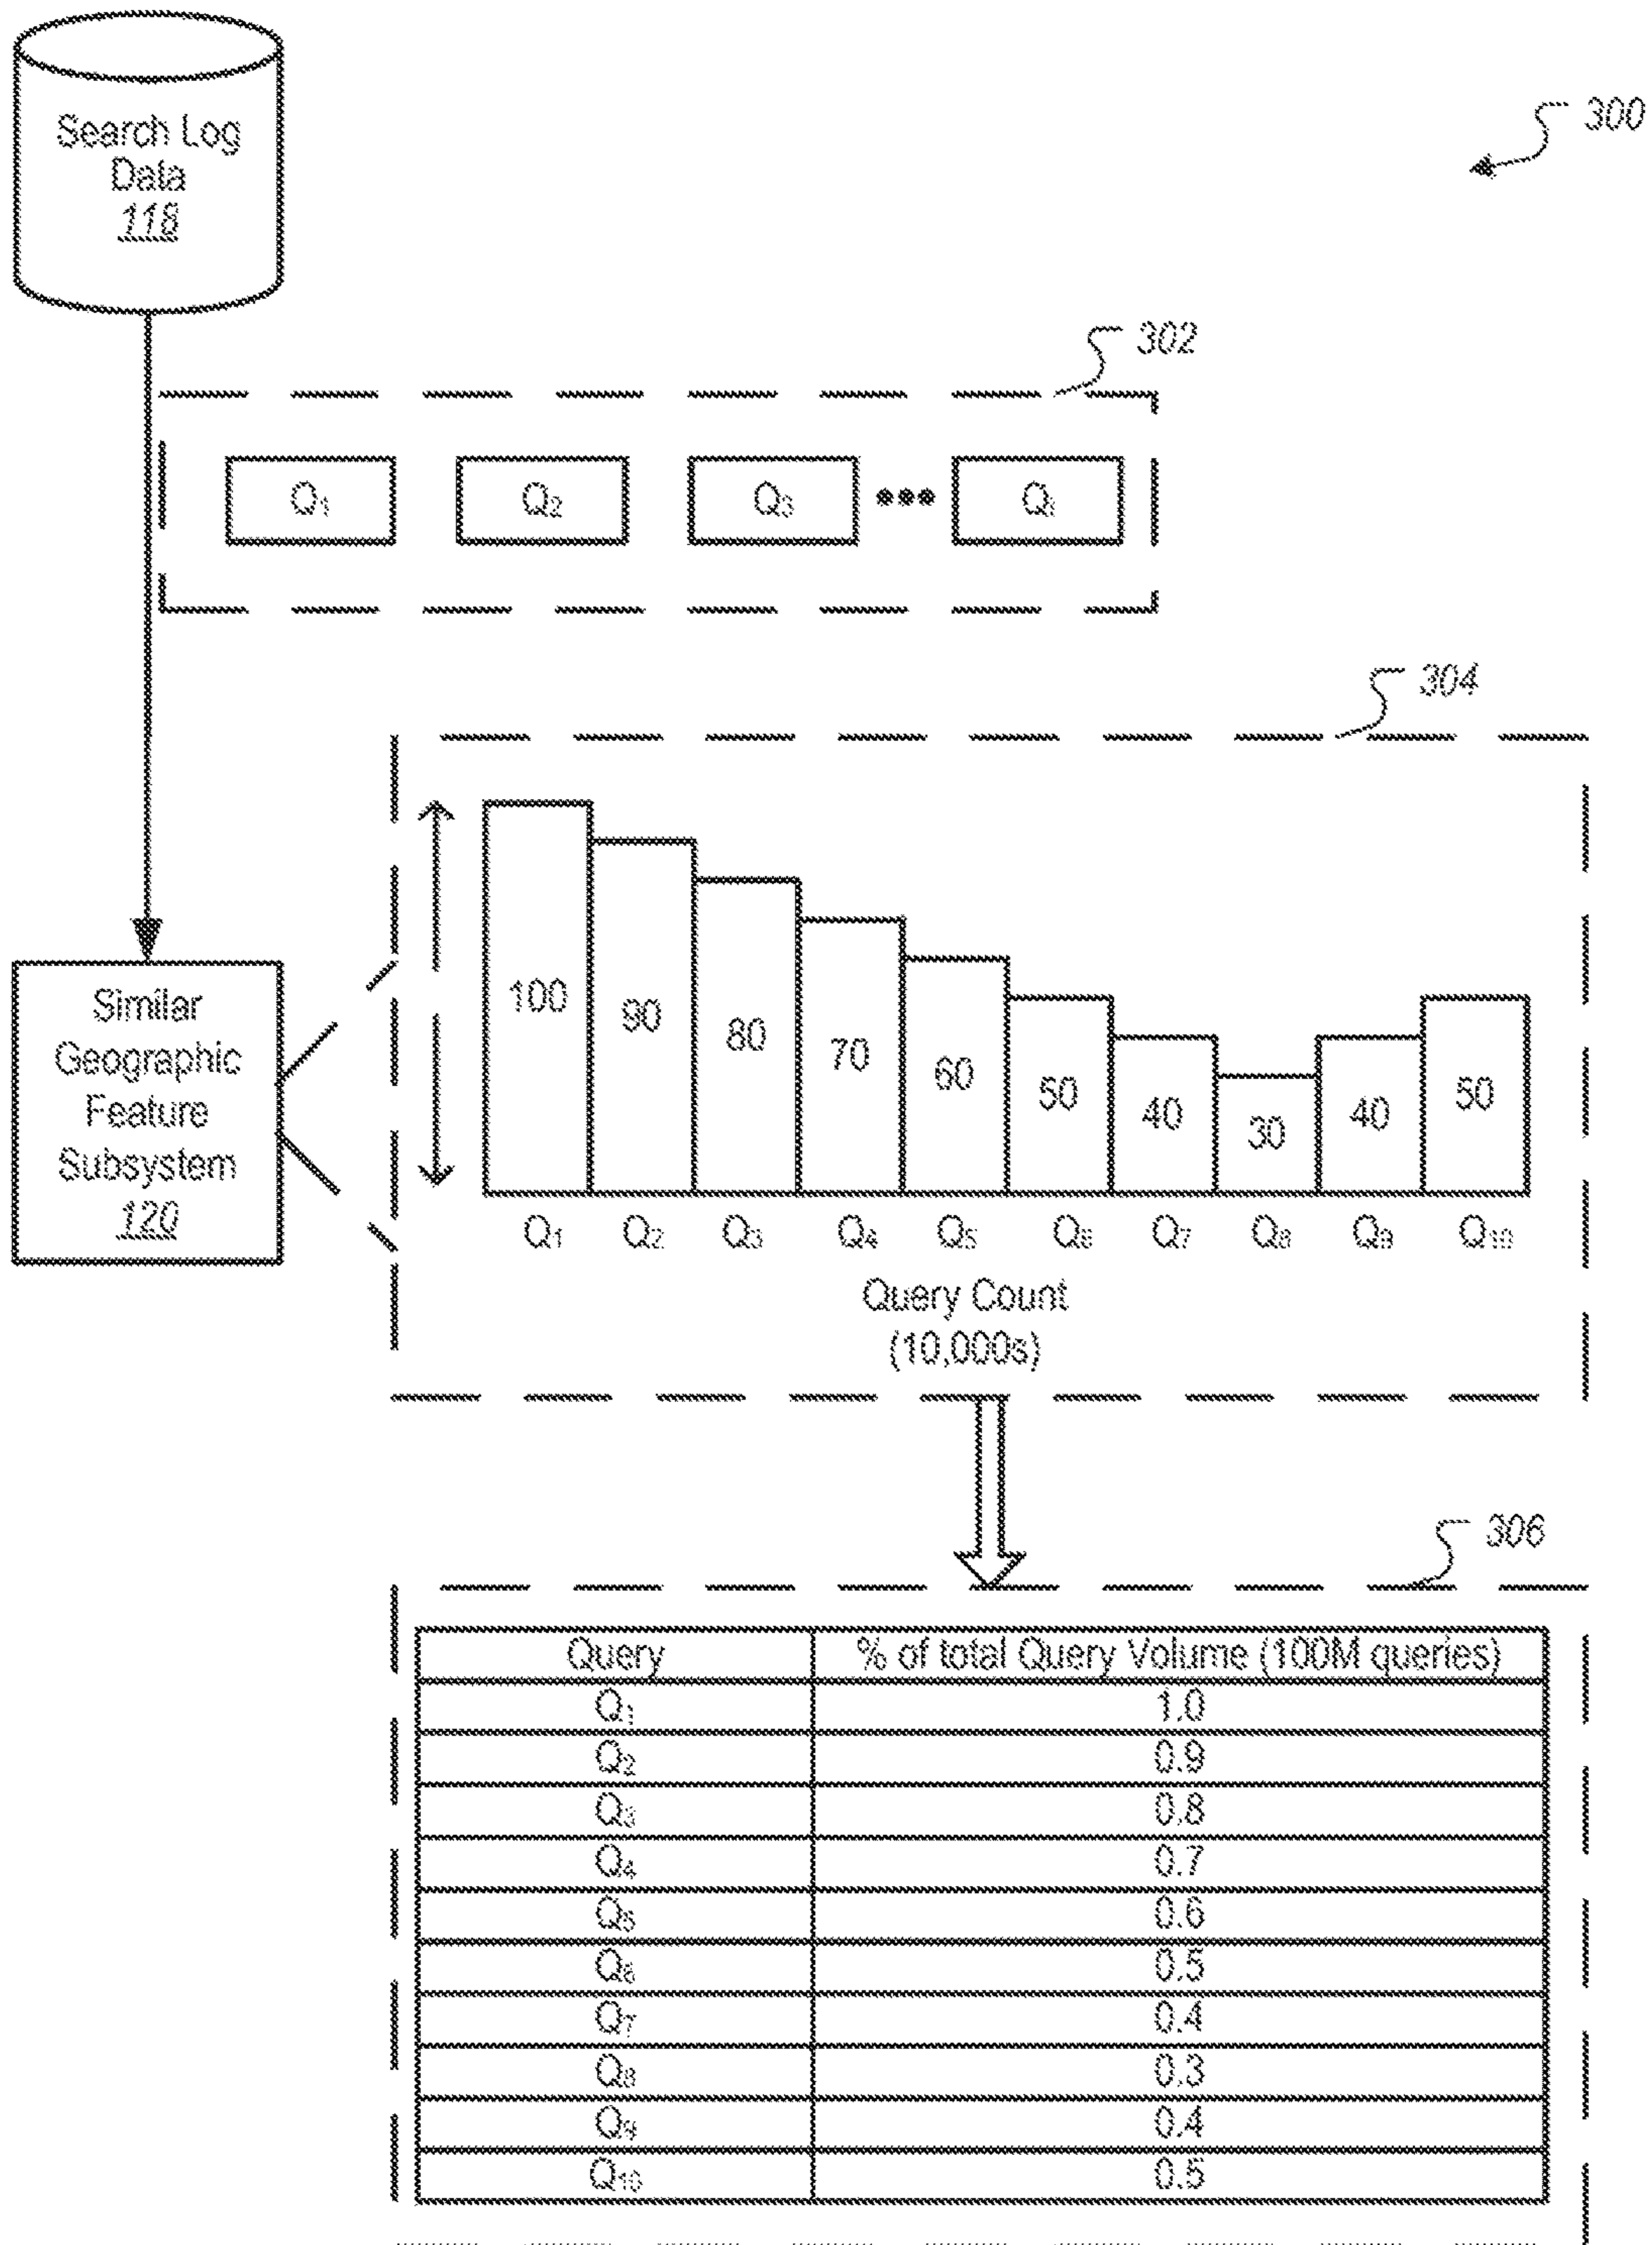 Search Log
Data
118
300
302
Q1
Q2
Q3
Qi
304
100
90
80
70
60
50
40
30
40
50
Q1 Q2 Q3 Q4 Q5 Q6 Q7 Q8 Q9 Q10
Query Count
(10,000s)
Similar
Geographic
Feature
Subsystem
120
306
Query % of total Query Volume (100M queries)
Q1 1.0
Q2 0.9
Q3 0.8
Q4 0.7
Q5 0.6
Q6 0.5
Q7 0.4
Q8 0.3
Q9 0.4
Q10 0.5